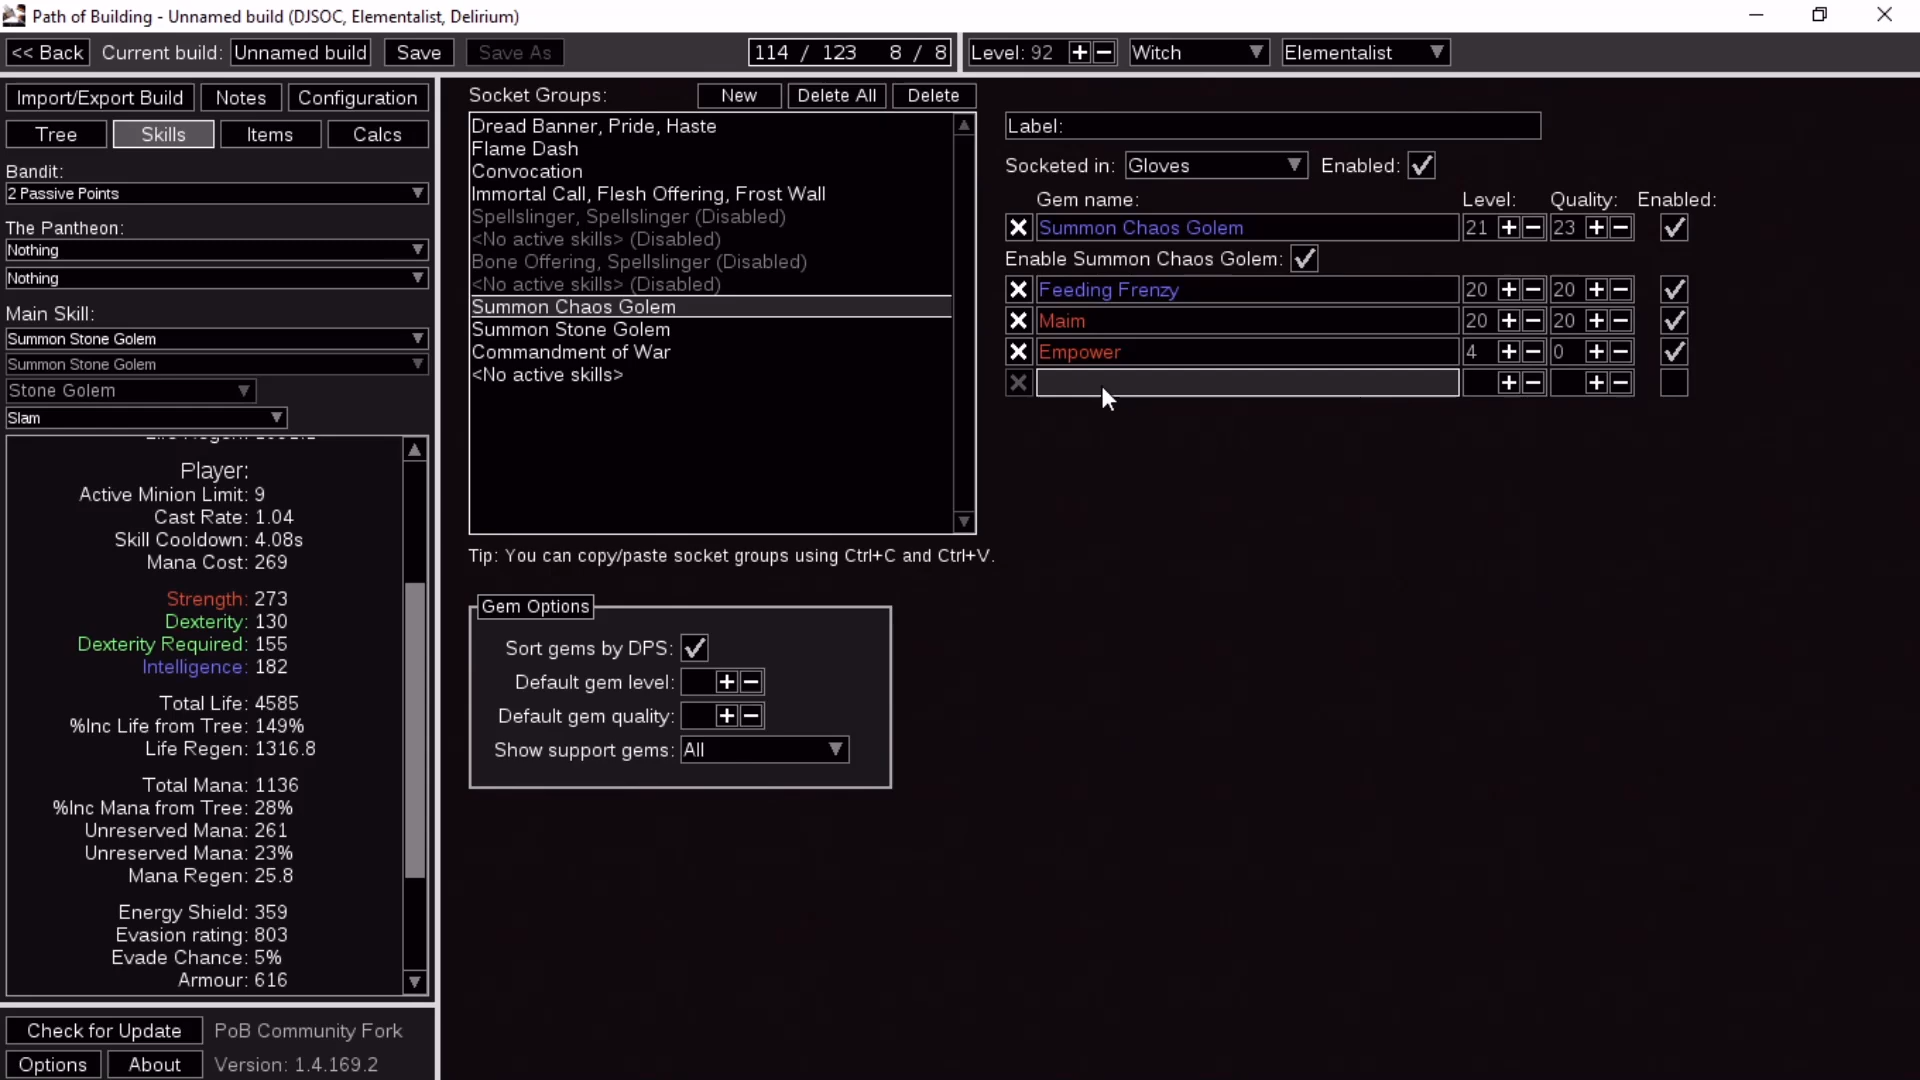 Path of Building - Unnamed build (DJSOC, Elementalist, Delirium)
<< Back Current build: Unnamed build Save Save As 114 / 123 8 / 8 Level: 92 Witch Elementalist
Import/Export Build Notes Configuration
Tree Skills Items Calcs
Bandit:
2 Passive Points
The Pantheon:
Nothing
Nothing
Main Skill:
Summon Stone Golem
Summon Stone Golem
Stone Golem
Slam
Player:
Active Minion Limit: 9
Cast Rate: 1.04
Skill Cooldown: 4.08s
Mana Cost: 269
Strength: 273
Dexterity: 130
Dexterity Required: 155
Intelligence: 182
Total Life: 4585
%Inc Life from Tree: 149%
Life Regen: 1316.8
Total Mana: 1136
%Inc Mana from Tree: 28%
Unreserved Mana: 261
Unreserved Mana: 23%
Mana Regen: 25.8
Energy Shield: 359
Evasion rating: 803
Evade Chance: 5%
Armour: 616
Check for Update PoB Community Fork
Options About Version: 1.4.169.2
Socket Groups: New Delete All Delete
Dread Banner, Pride, Haste
Flame Dash
Convocation
Immortal Call, Flesh Offering, Frost Wall
Spellslinger, Spellslinger (Disabled)
<No active skills> (Disabled)
Bone Offering, Spellslinger (Disabled)
<No active skills> (Disabled)
Summon Chaos Golem
Summon Stone Golem
Commandment of War
<No active skills>
Tip: You can copy/paste socket groups using Ctrl+C and Ctrl+V.
Gem Options
Sort gems by DPS:
Default gem level:
Default gem quality:
Show support gems: All
Label:
Socketed in: Gloves Enabled:
Gem name: Level: Quality: Enabled:
Summon Chaos Golem 21 23
Enable Summon Chaos Golem:
Feeding Frenzy 20 20
Maim 20 20
Empower 4 0